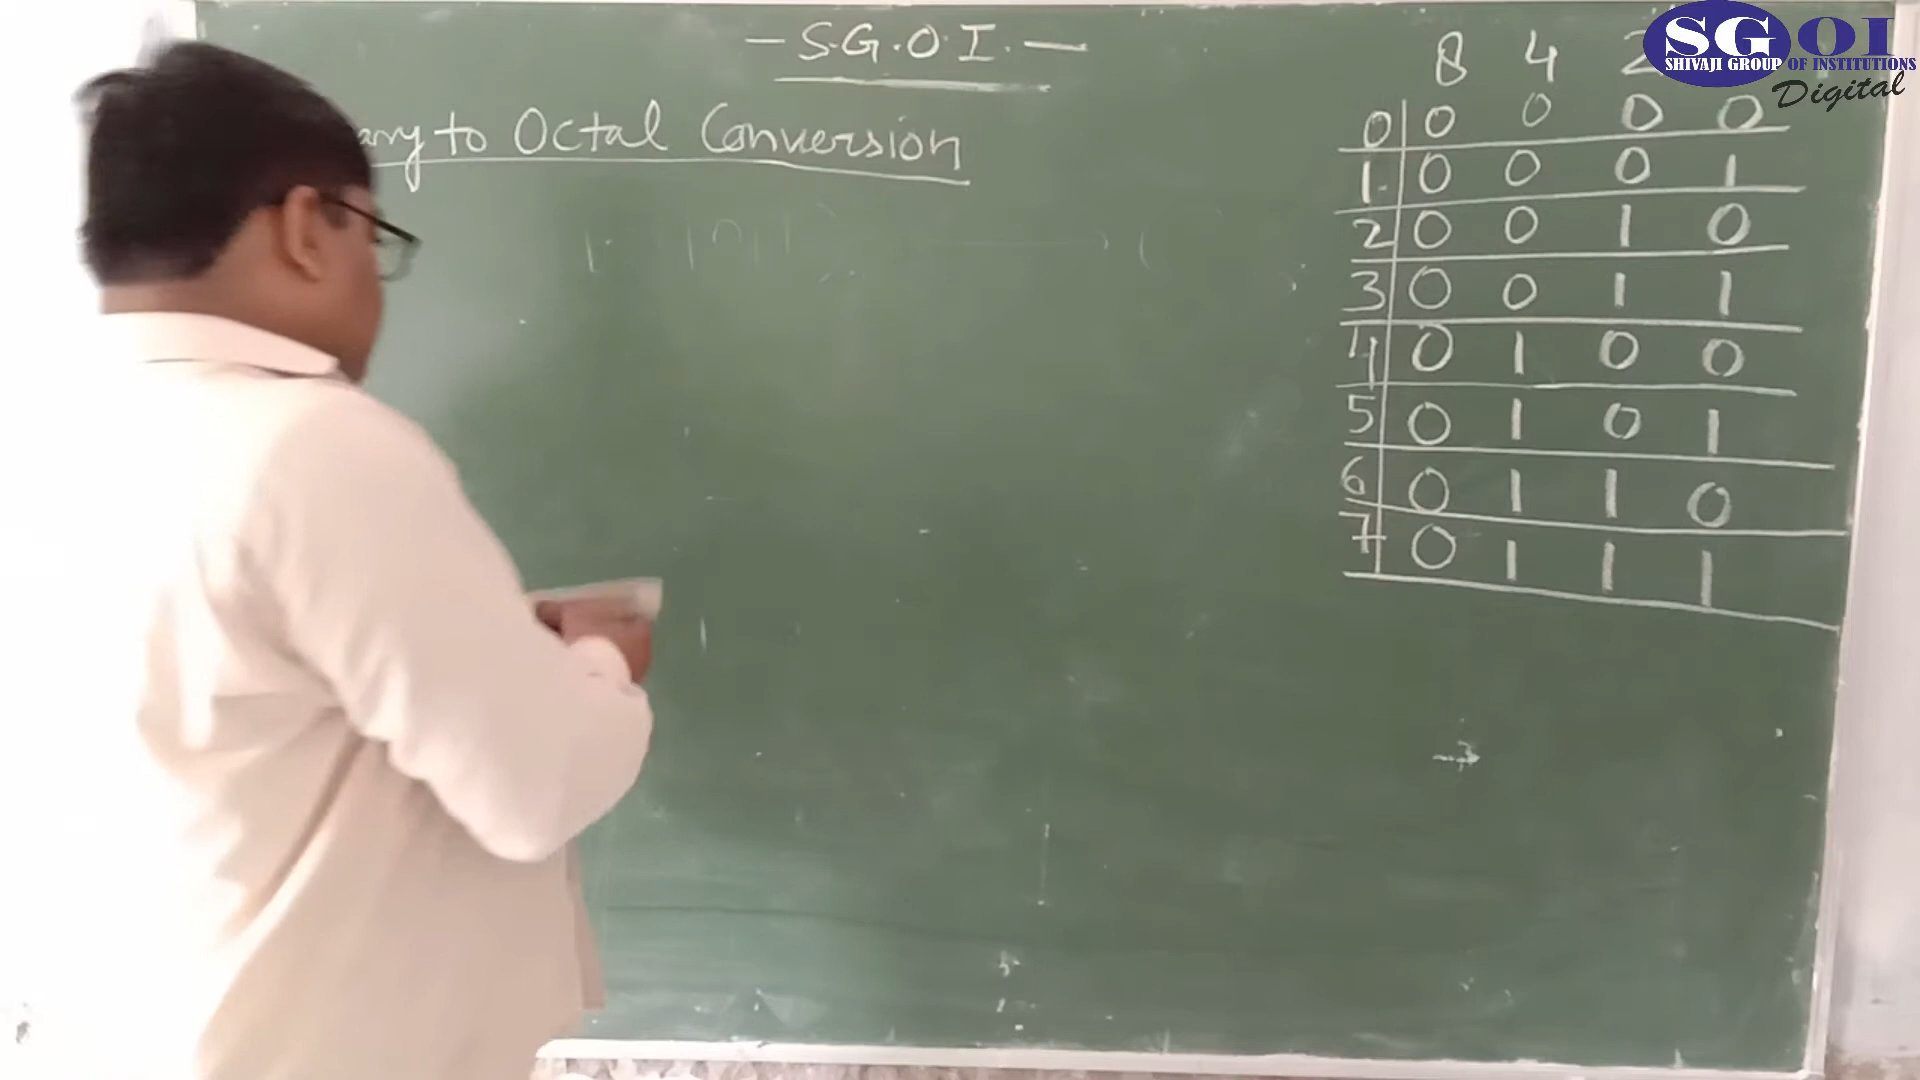 — S.G.O.I. —
to Octal Conversion
8 4 2
0 0 0 0 0
1. 0 0 0 1
2 0 0 1 0
3 0 0 1 1
4 0 1 0 0
5 0 1 0 1
6 0 1 1 0
7 0 1 1 1
SGOI
SHIVAJI GROUP OF INSTITUTIONS
Digital